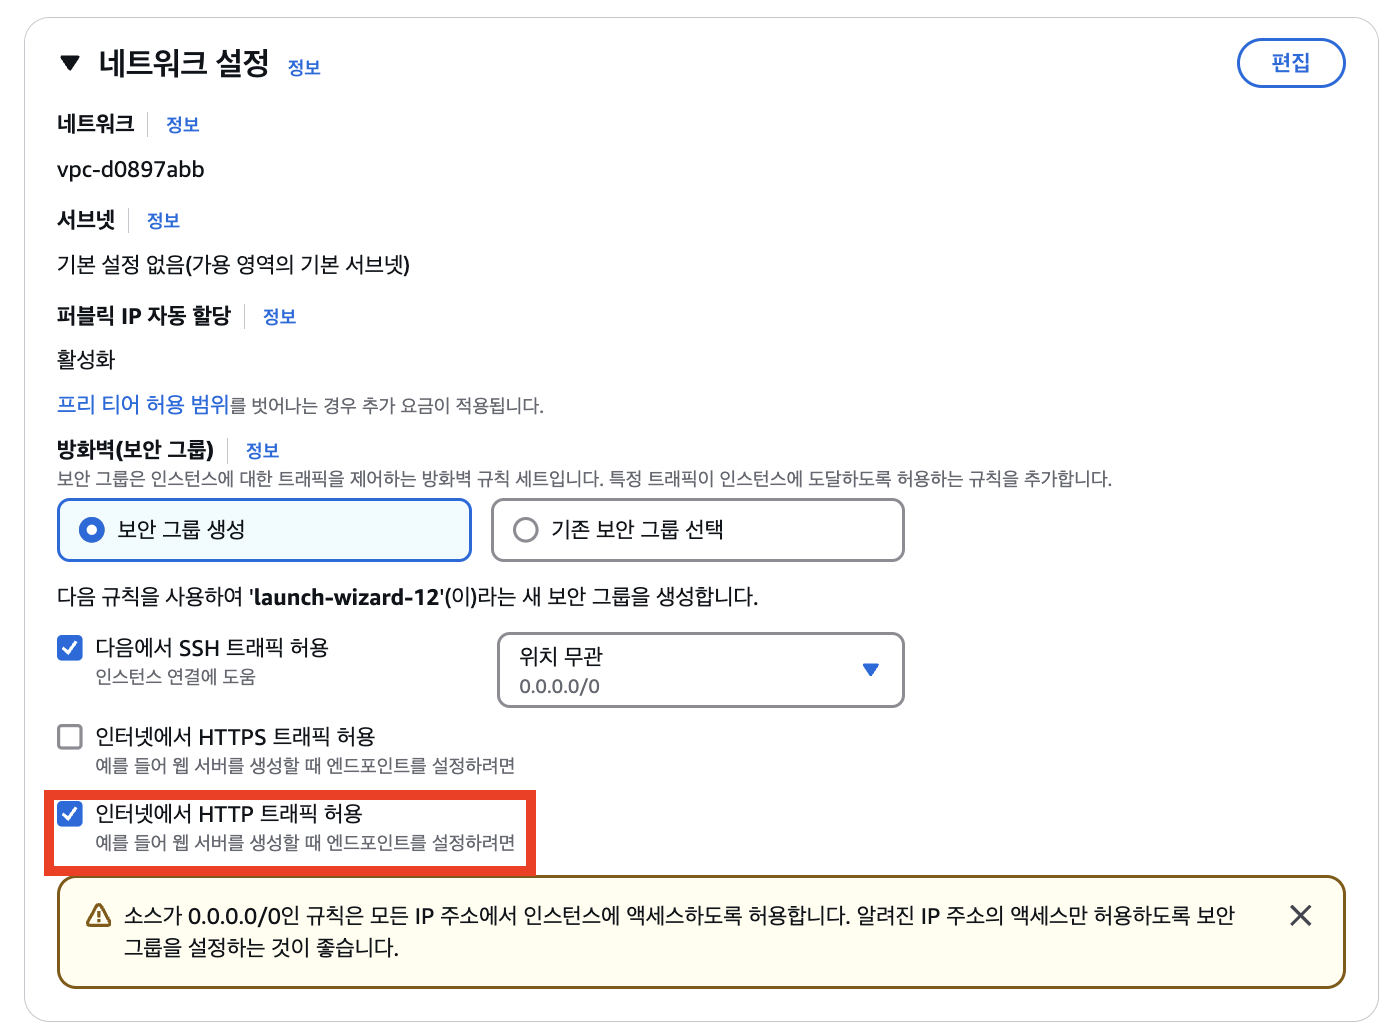 네트워크 설정 정보
편집
네트워크 정보
vpc-d0897abb
서브넷 정보
기본 설정 없음(가용 영역의 기본 서브넷)
퍼블릭 IP 자동 할당 정보
활성화
프리 티어 허용 범위를 벗어나는 경우 추가 요금이 적용됩니다.
방화벽(보안 그룹) 정보
보안 그룹은 인스턴스에 대한 트래픽을 제어하는 방화벽 규칙 세트입니다. 특정 트래픽이 인스턴스에 도달하도록 허용하는 규칙을 추가합니다.
보안 그룹 생성
기존 보안 그룹 선택
다음 규칙을 사용하여 'launch-wizard-12'(이)라는 새 보안 그룹을 생성합니다.
다음에서 SSH 트래픽 허용
인스턴스 연결에 도움
위치 무관
0.0.0.0/0
인터넷에서 HTTPS 트래픽 허용
예를 들어 웹 서버를 생성할 때 엔드포인트를 설정하려면
인터넷에서 HTTP 트래픽 허용
예를 들어 웹 서버를 생성할 때 엔드포인트를 설정하려면
소스가 0.0.0.0/0인 규칙은 모든 IP 주소에서 인스턴스에 액세스하도록 허용합니다. 알려진 IP 주소의 액세스만 허용하도록 보안
그룹을 설정하는 것이 좋습니다.